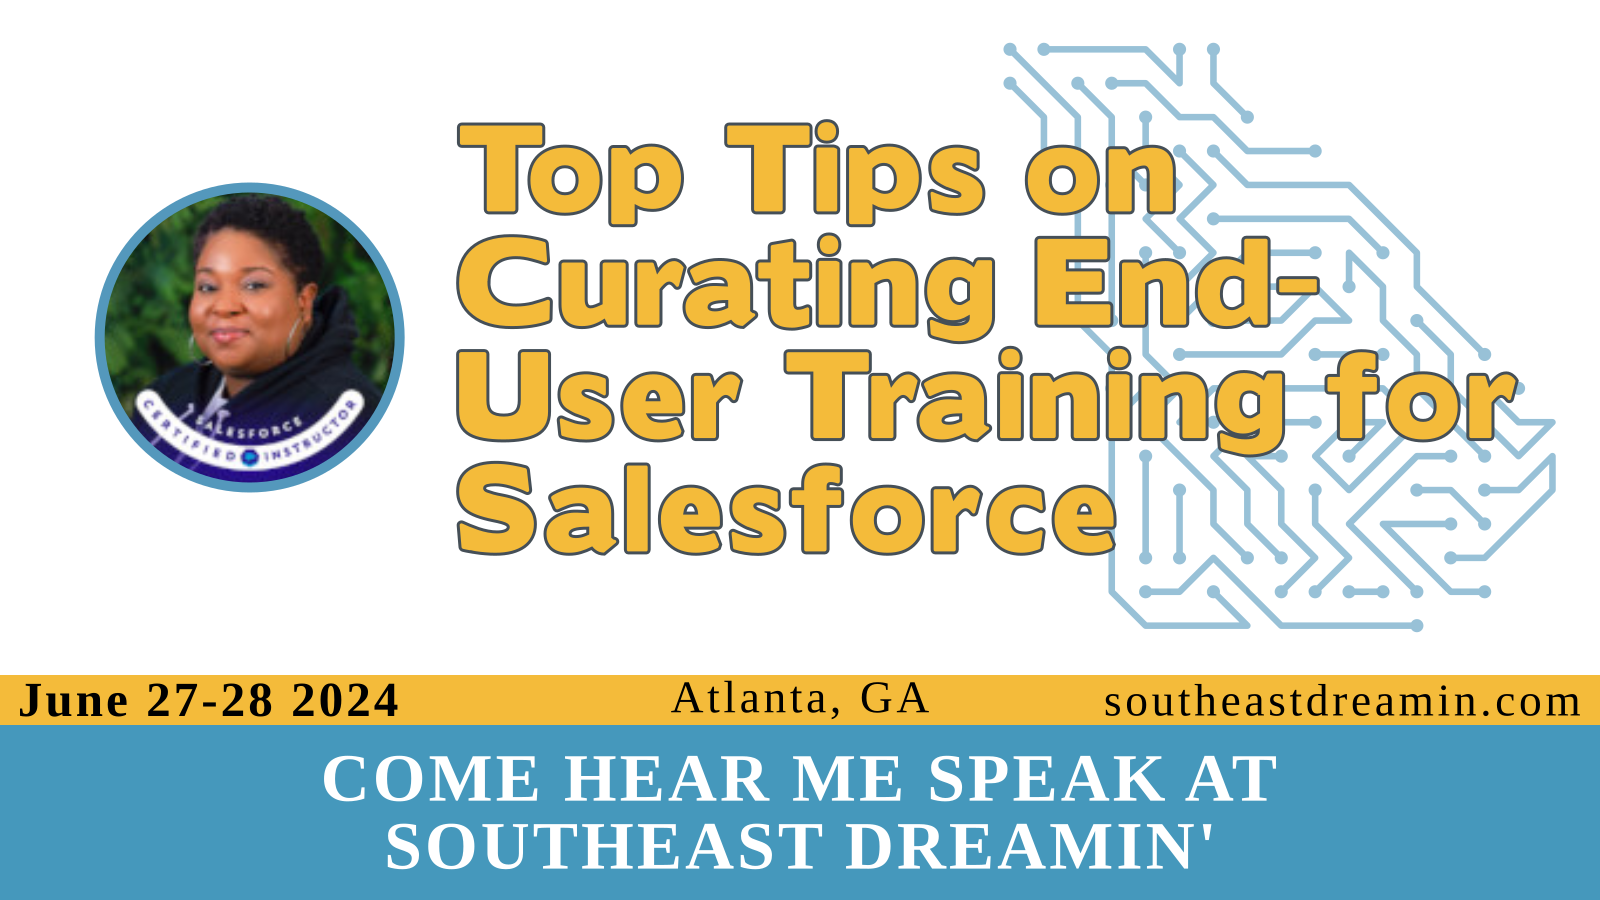 Top Tips on
Curating End-
User Training for
Salesforce
SALESFORCE
CERTIFIED INSTRUCTOR
June 27-28 2024
Atlanta, GA
southeastdreamin.com
COME HEAR ME SPEAK AT
SOUTHEAST DREAMIN'